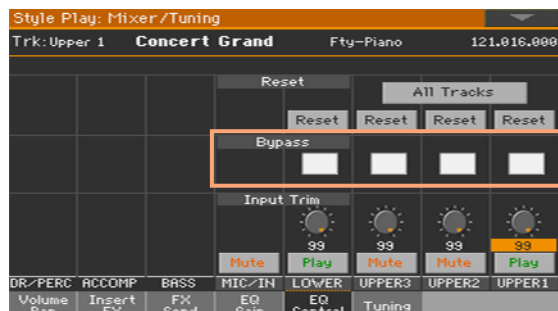 Style Play: Mixer/Tuning
Trk:Upper 1 Concert Grand Fty-Piano 121.016.000
Reset
All Tracks
Reset Reset Reset Reset
Bypass
Input Trim
99 99 99 99
Mute Play Mute Mute Play
DR/PERC ACCOMP BASS MIC/IN LOWER UPPER3 UPPER2 UPPER1
Volume Insert FX EQ EQ Tuning